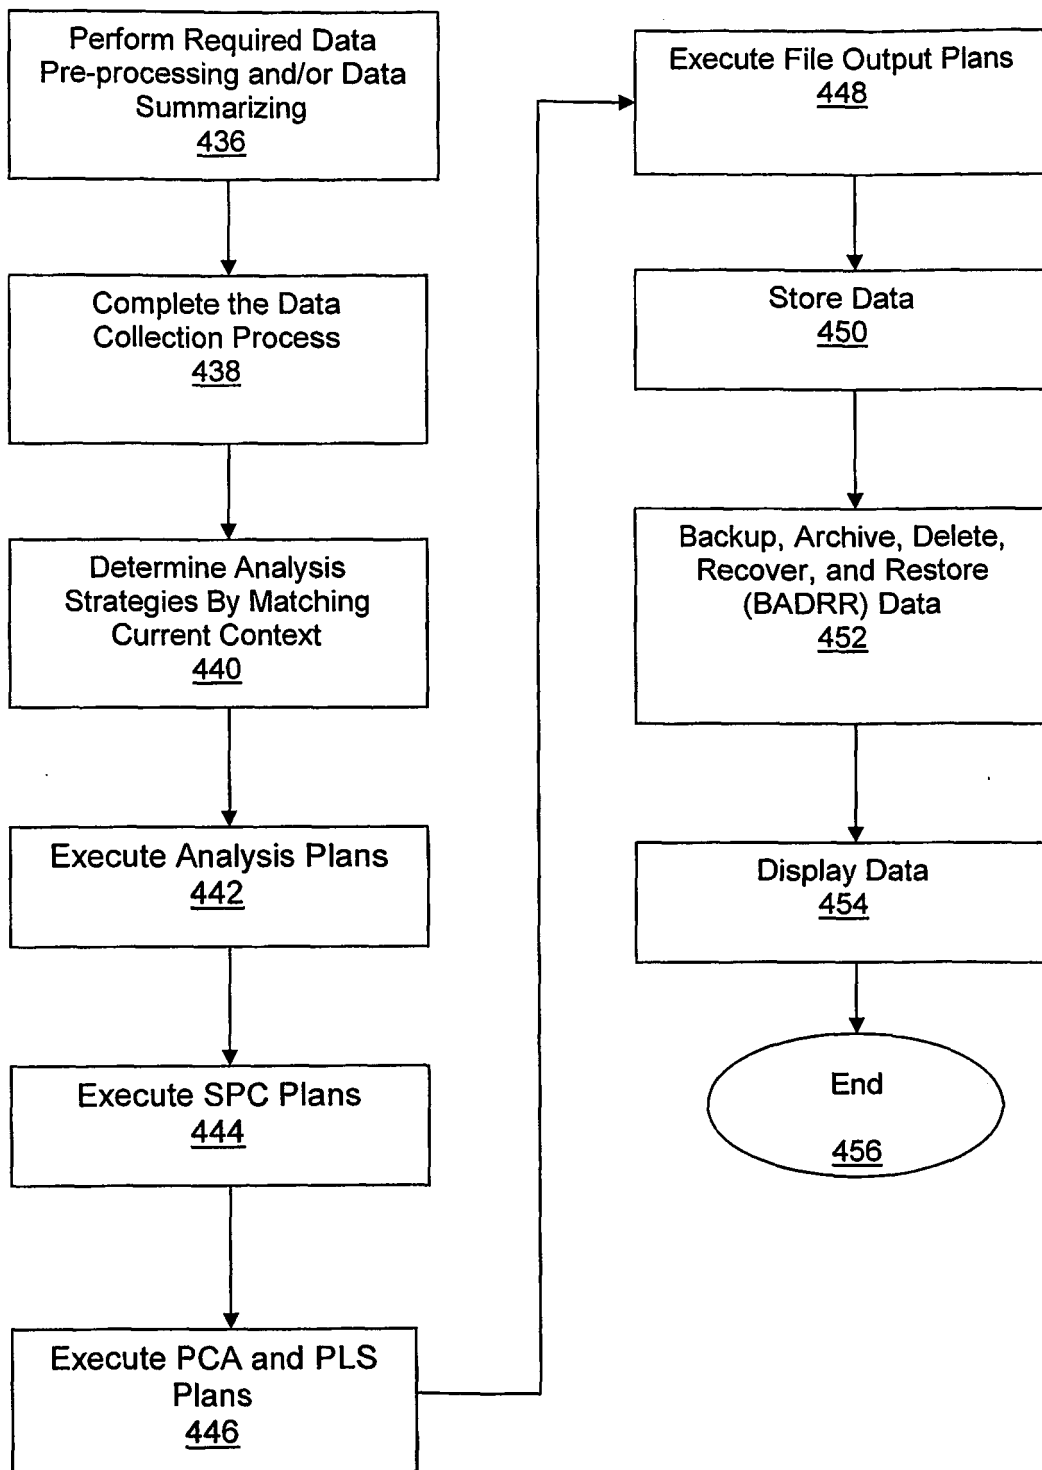 Perform Required Data
Pre-processing and/or Data
Summarizing
436
Complete the Data
Collection Process
438
Determine Analysis
Strategies By Matching
Current Context
440
Execute Analysis Plans
442
Execute SPC Plans
444
Execute PCA and PLS
Plans
446
Execute File Output Plans
448
Store Data
450
Backup, Archive, Delete,
Recover, and Restore
(BADRR) Data
452
Display Data
454
End
456